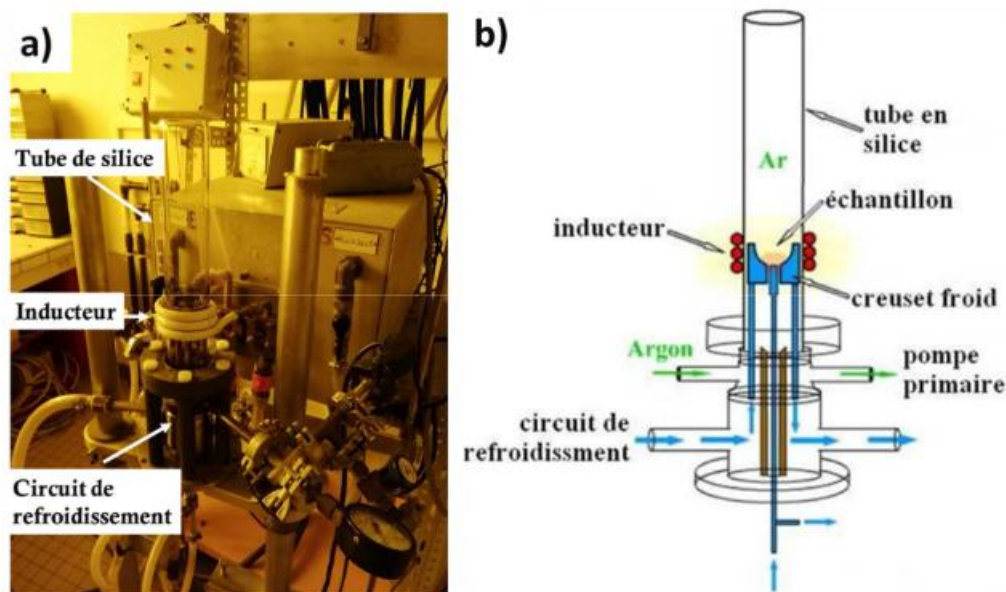 a)
Tube de silice
Inducteur
Circuit de
refroidissement
b)
tube en
silice
Ar
échantillon
inducteur
creuset froid
Argon
pompe
primaire
circuit de
refroidissment